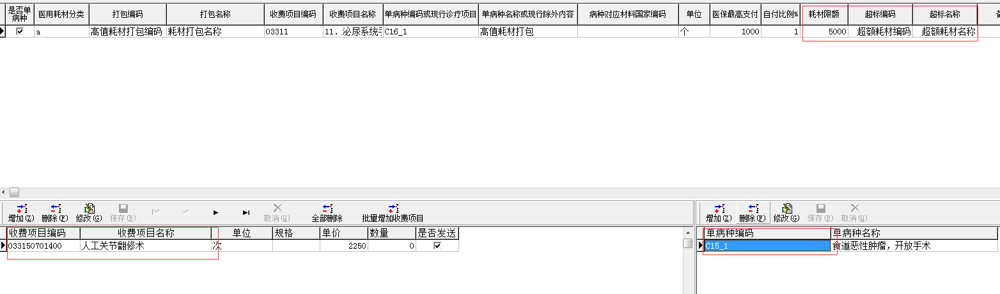 是否单病种 医用耗材分类 打包编码 打包名称 收费项目编码 收费项目名称 单病种编码或现行诊疗项目 单病种名称或现行除外内容 病种对应材料国家编码 单位 医保最高支付 自付比例% 耗材限额 超标编码 超标名称
a 高值耗材打包编码 耗材打包名称 03311 11. 泌尿系统 C16_1 高值耗材打包 个 1000 1 5000 超额耗材编码 超额耗材名称
增加(Z) 删除(F) 修改(G) 保存(B) 取消(Q) 全部删除 批量增加收费项目 增加(Z) 删除(F) 修改(G) 保存(B) 取消(Q)
收费项目编码 收费项目名称 单位 规格 单价 数量 是否发送 单病种编码 单病种名称
033150701400 人工关节翻修术 次 2250 0 C15_1 食道恶性肿瘤，开放手术